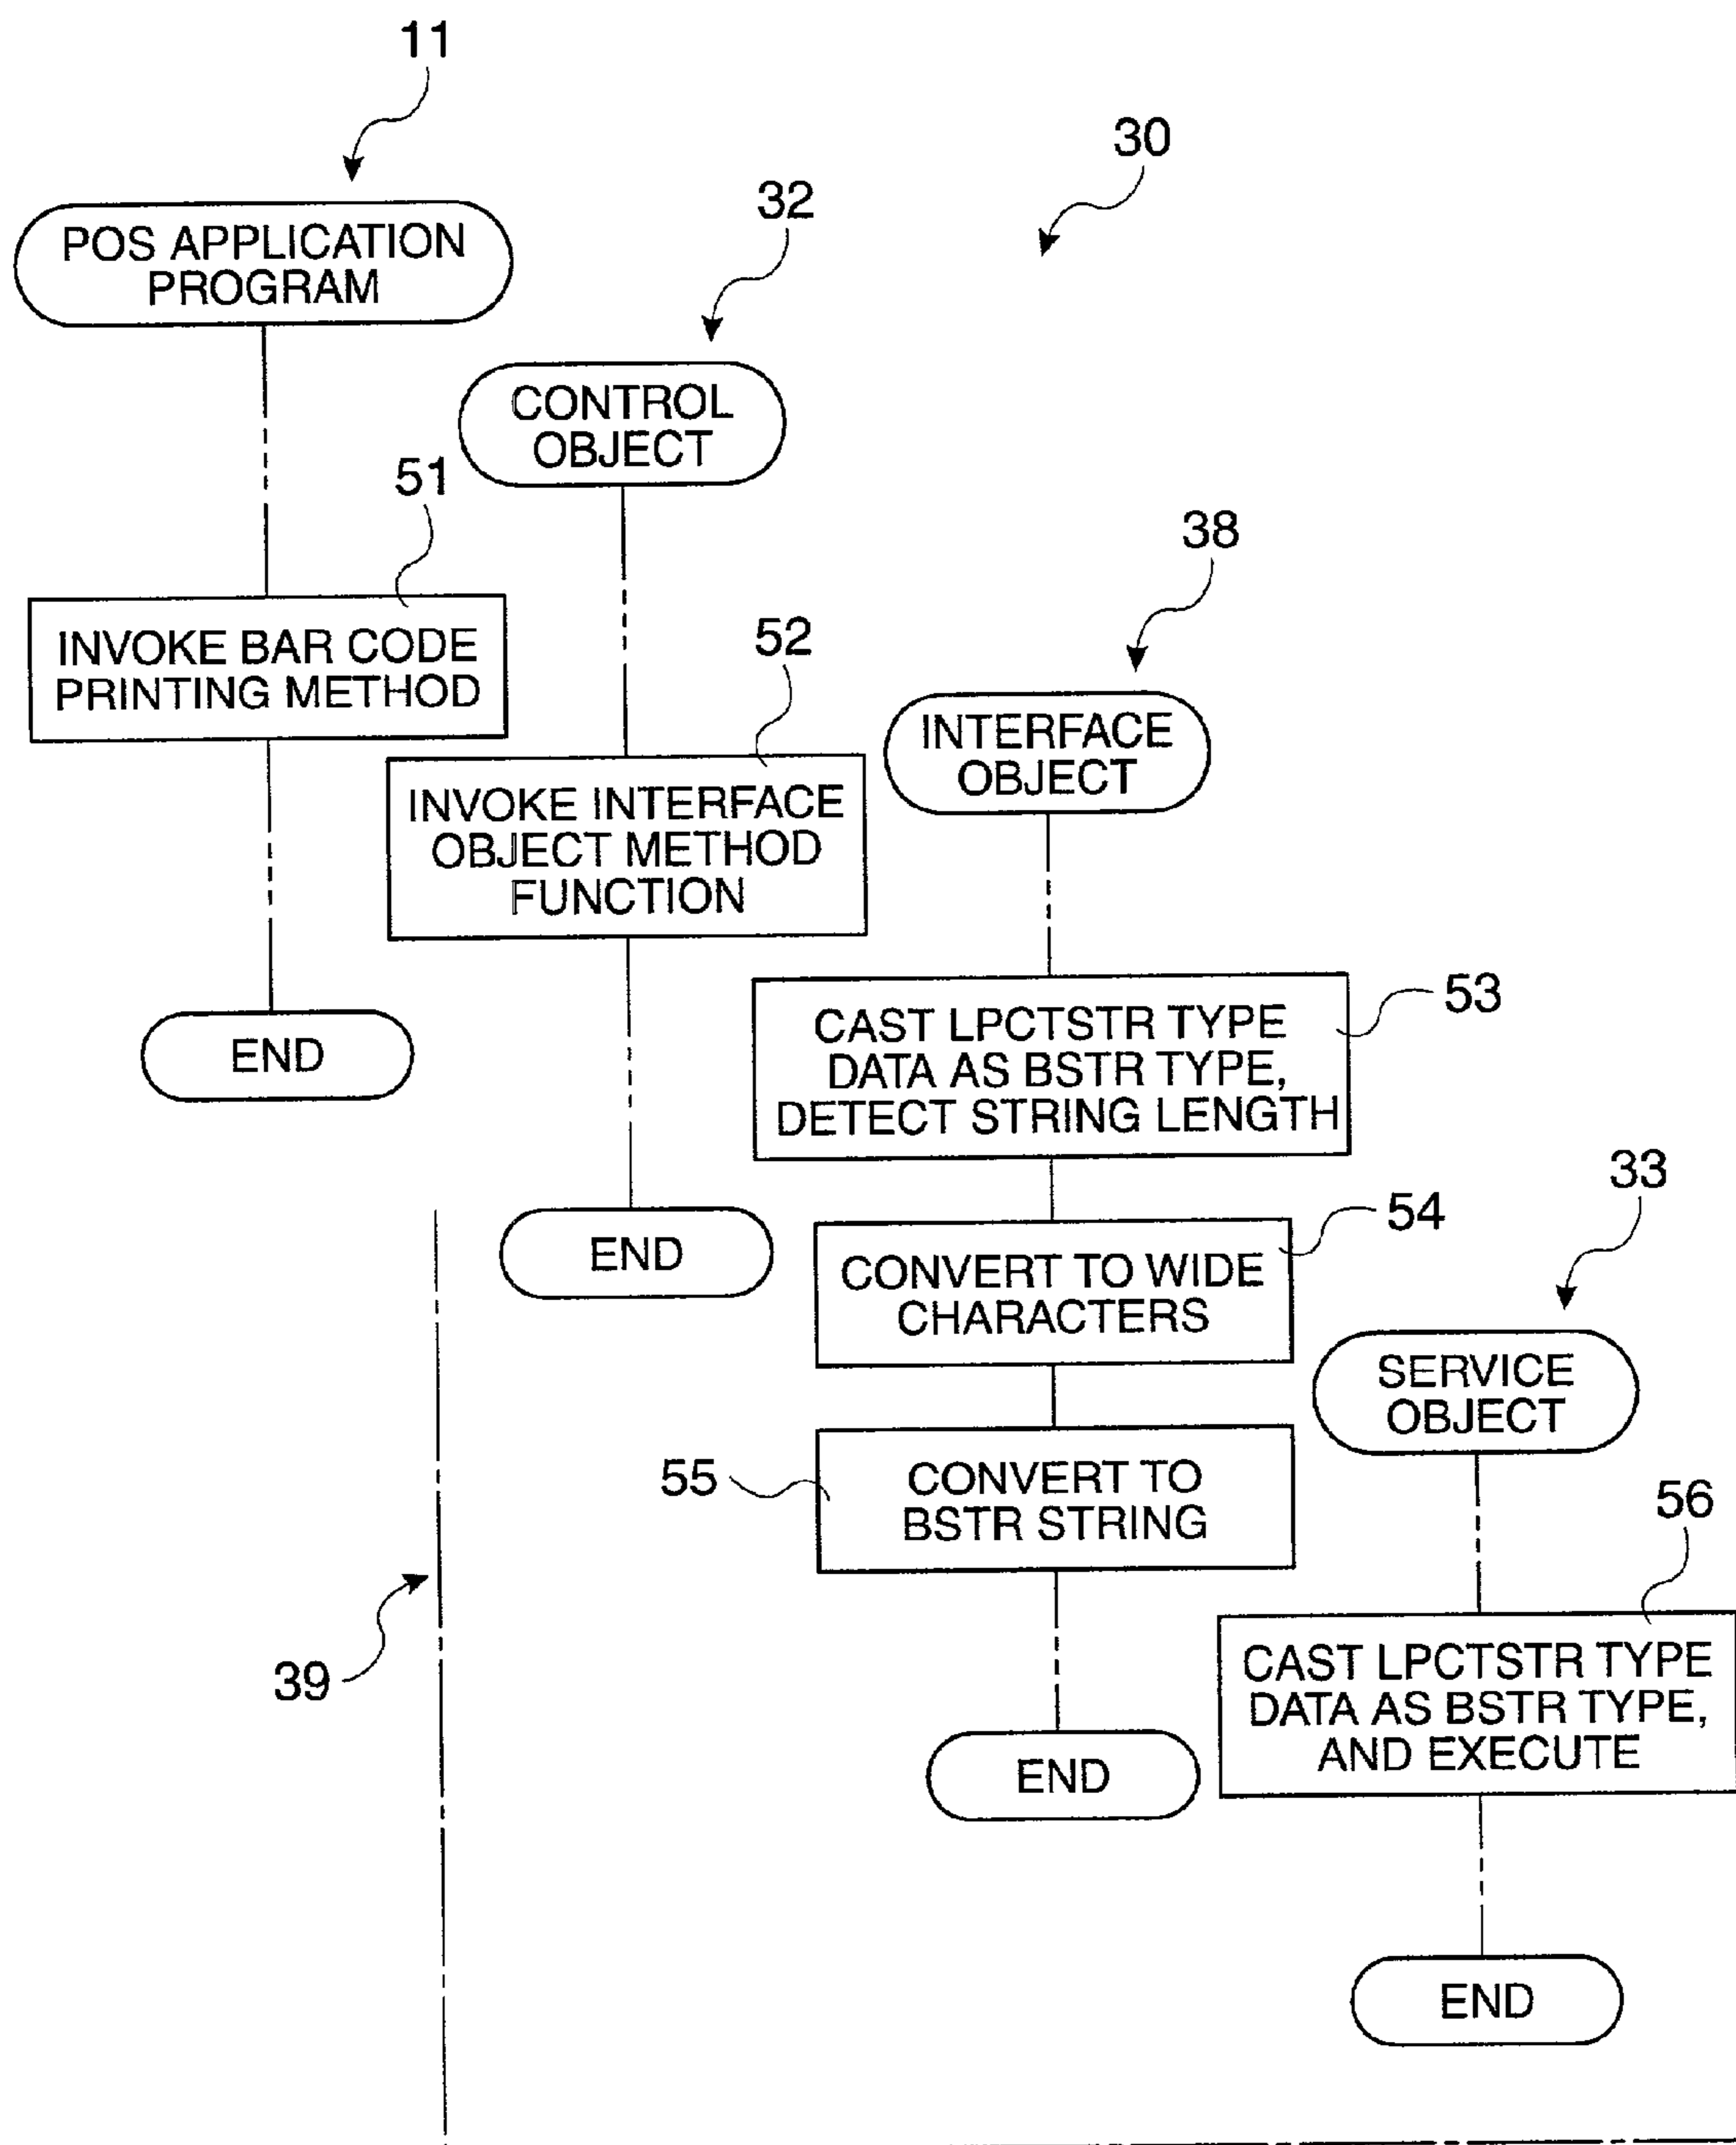 11
30
32
POS APPLICATION
PROGRAM
CONTROL
OBJECT
51
38
INVOKE BAR CODE
PRINTING METHOD
52
INTERFACE
OBJECT
INVOKE INTERFACE
OBJECT METHOD
FUNCTION
53
CAST LPCTSTR TYPE
DATA AS BSTR TYPE,
DETECT STRING LENGTH
END
33
54
END
CONVERT TO WIDE
CHARACTERS
SERVICE
OBJECT
55
CONVERT TO
BSTR STRING
56
39
CAST LPCTSTR TYPE
DATA AS BSTR TYPE,
AND EXECUTE
END
END